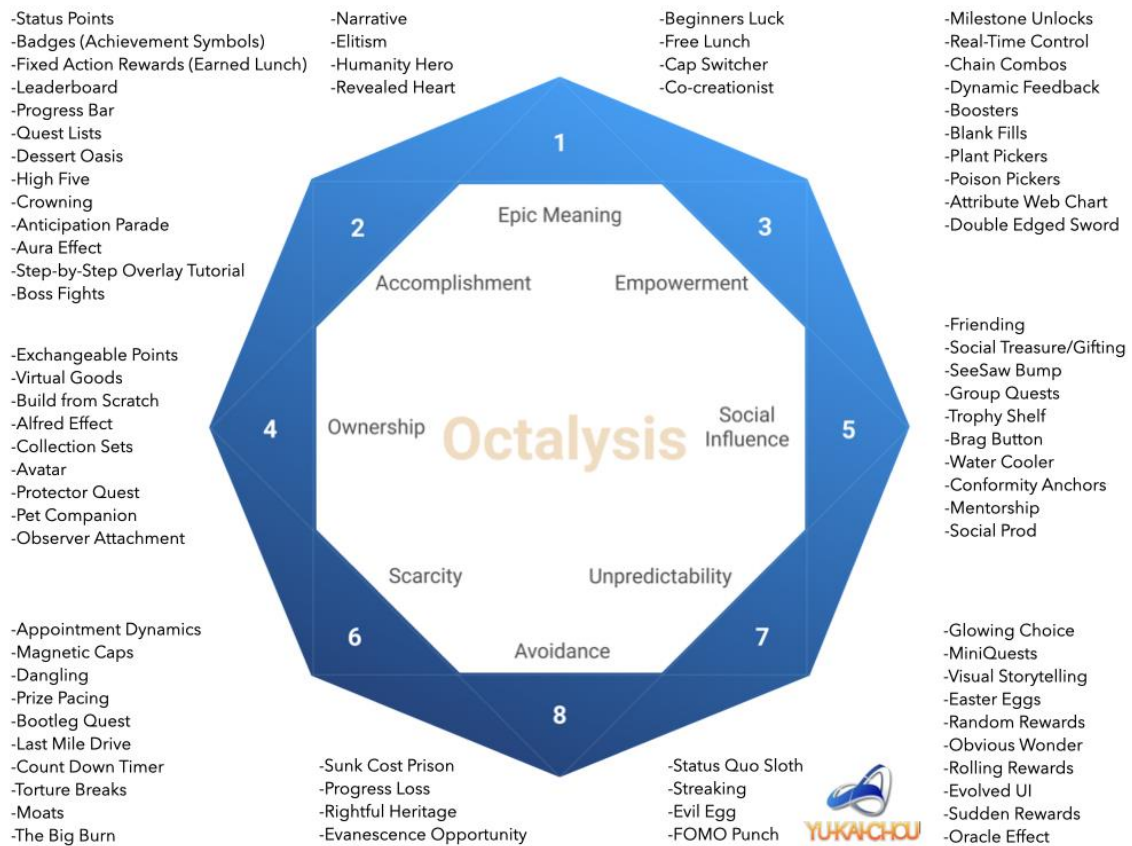 -Status Points
-Badges (Achievement Symbols)
-Fixed Action Rewards (Earned Lunch)
-Leaderboard
-Progress Bar
-Quest Lists
-Dessert Oasis
-High Five
-Crowning
-Anticipation Parade
-Aura Effect
-Step-by-Step Overlay Tutorial
-Boss Fights
-Narrative
-Elitism
-Humanity Hero
-Revealed Heart
-Beginners Luck
-Free Lunch
-Cap Switcher
-Co-creationist
-Milestone Unlocks
-Real-Time Control
-Chain Combos
-Dynamic Feedback
-Boosters
-Blank Fills
-Plant Pickers
-Poison Pickers
-Attribute Web Chart
-Double Edged Sword
1
Epic Meaning
2
Accomplishment
3
Empowerment
4
Ownership
Octalysis
Social
Influence
5
Scarcity
6
Unpredictability
7
Avoidance
8
-Exchangeable Points
-Virtual Goods
-Build from Scratch
-Alfred Effect
-Collection Sets
-Avatar
-Protector Quest
-Pet Companion
-Observer Attachment
-Friending
-Social Treasure/Gifting
-SeeSaw Bump
-Group Quests
-Trophy Shelf
-Brag Button
-Water Cooler
-Conformity Anchors
-Mentorship
-Social Prod
-Appointment Dynamics
-Magnetic Caps
-Dangling
-Prize Pacing
-Bootleg Quest
-Last Mile Drive
-Count Down Timer
-Torture Breaks
-Moats
-The Big Burn
-Sunk Cost Prison
-Progress Loss
-Rightful Heritage
-Evanescence Opportunity
-Status Quo Sloth
-Streaking
-Evil Egg
-FOMO Punch
YU-KAI-CHOU
-Glowing Choice
-MiniQuests
-Visual Storytelling
-Easter Eggs
-Random Rewards
-Obvious Wonder
-Rolling Rewards
-Evolved UI
-Sudden Rewards
-Oracle Effect